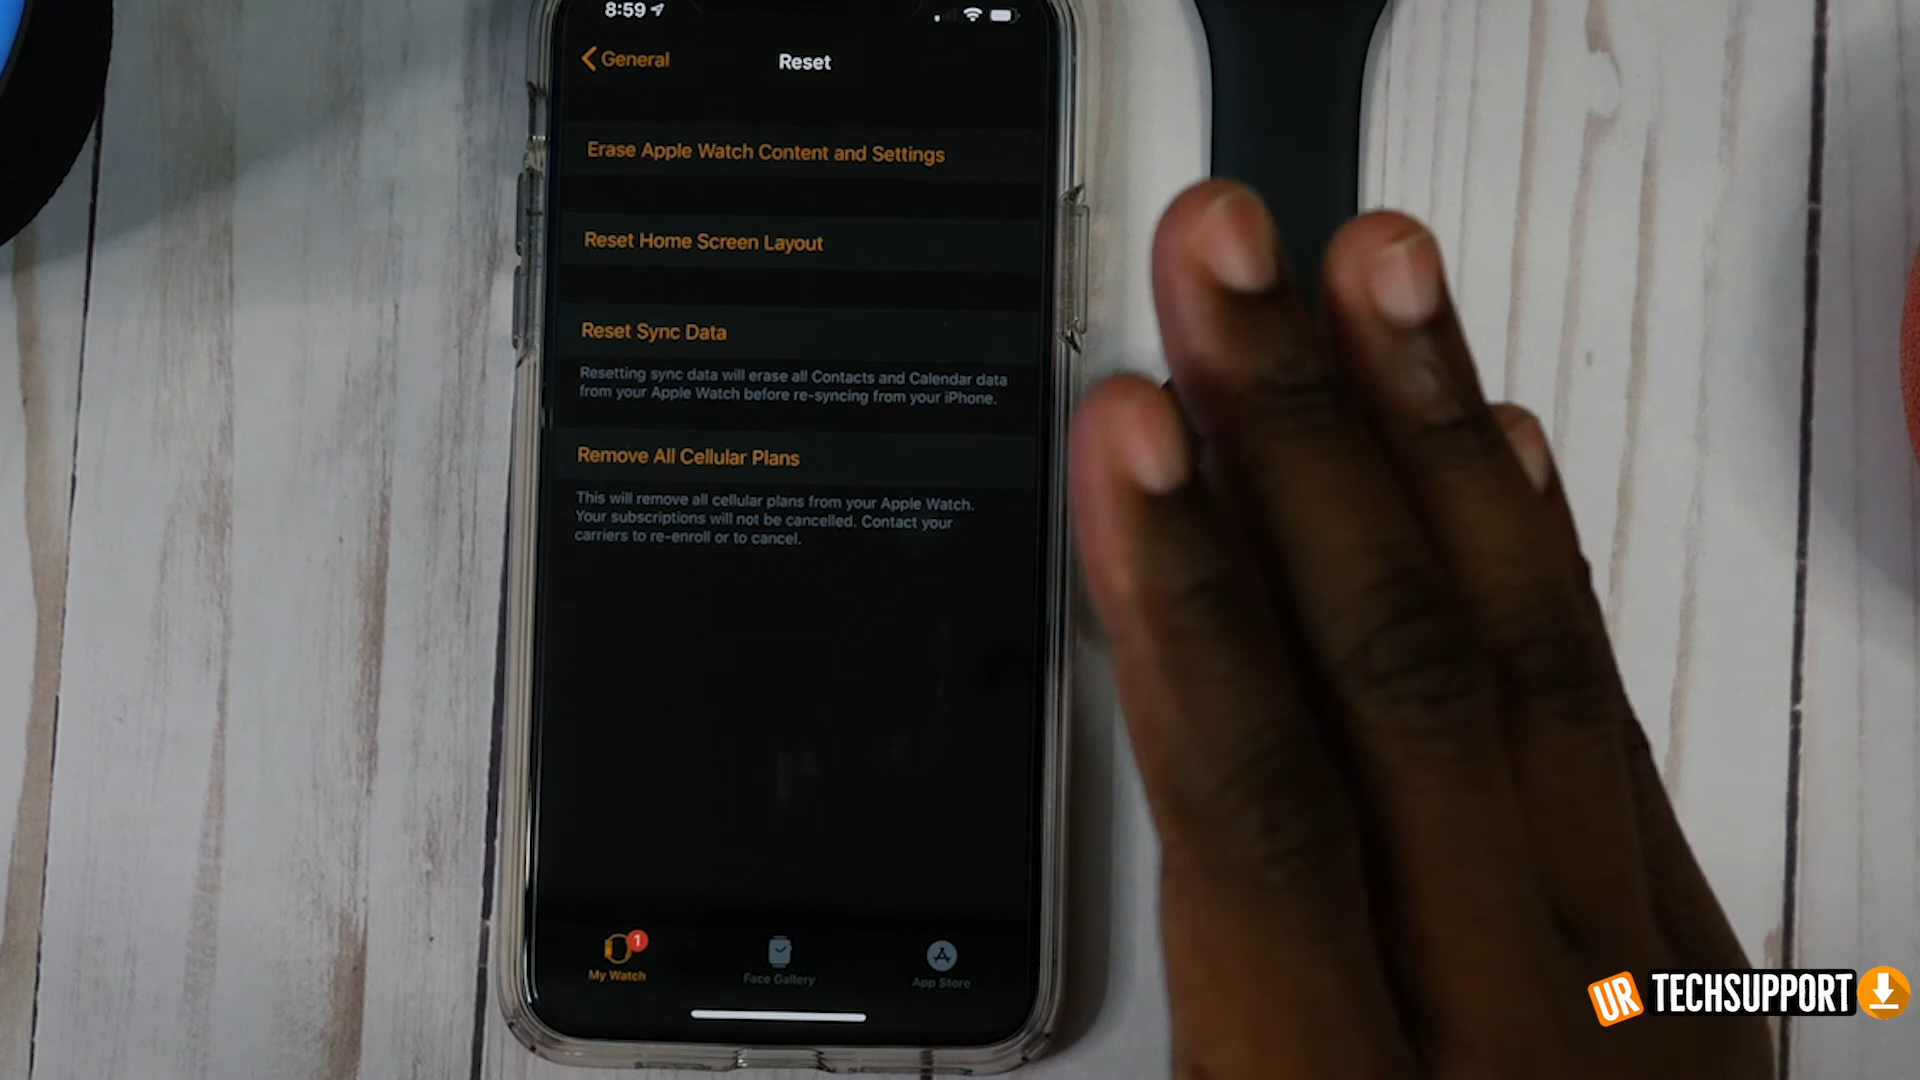 8:59
General
Reset
Erase Apple Watch Content and Settings
Reset Home Screen Layout
Reset Sync Data
Resetting sync data will erase all Contacts and Calendar data
from your Apple Watch before re-syncing from your iPhone.
Remove All Cellular Plans
This will remove all cellular plans from your Apple Watch.
Your subscriptions will not be cancelled. Contact your
carriers to re-enroll or to cancel.
1
My Watch
Face Gallery
App Store
UR TECHSUPPORT